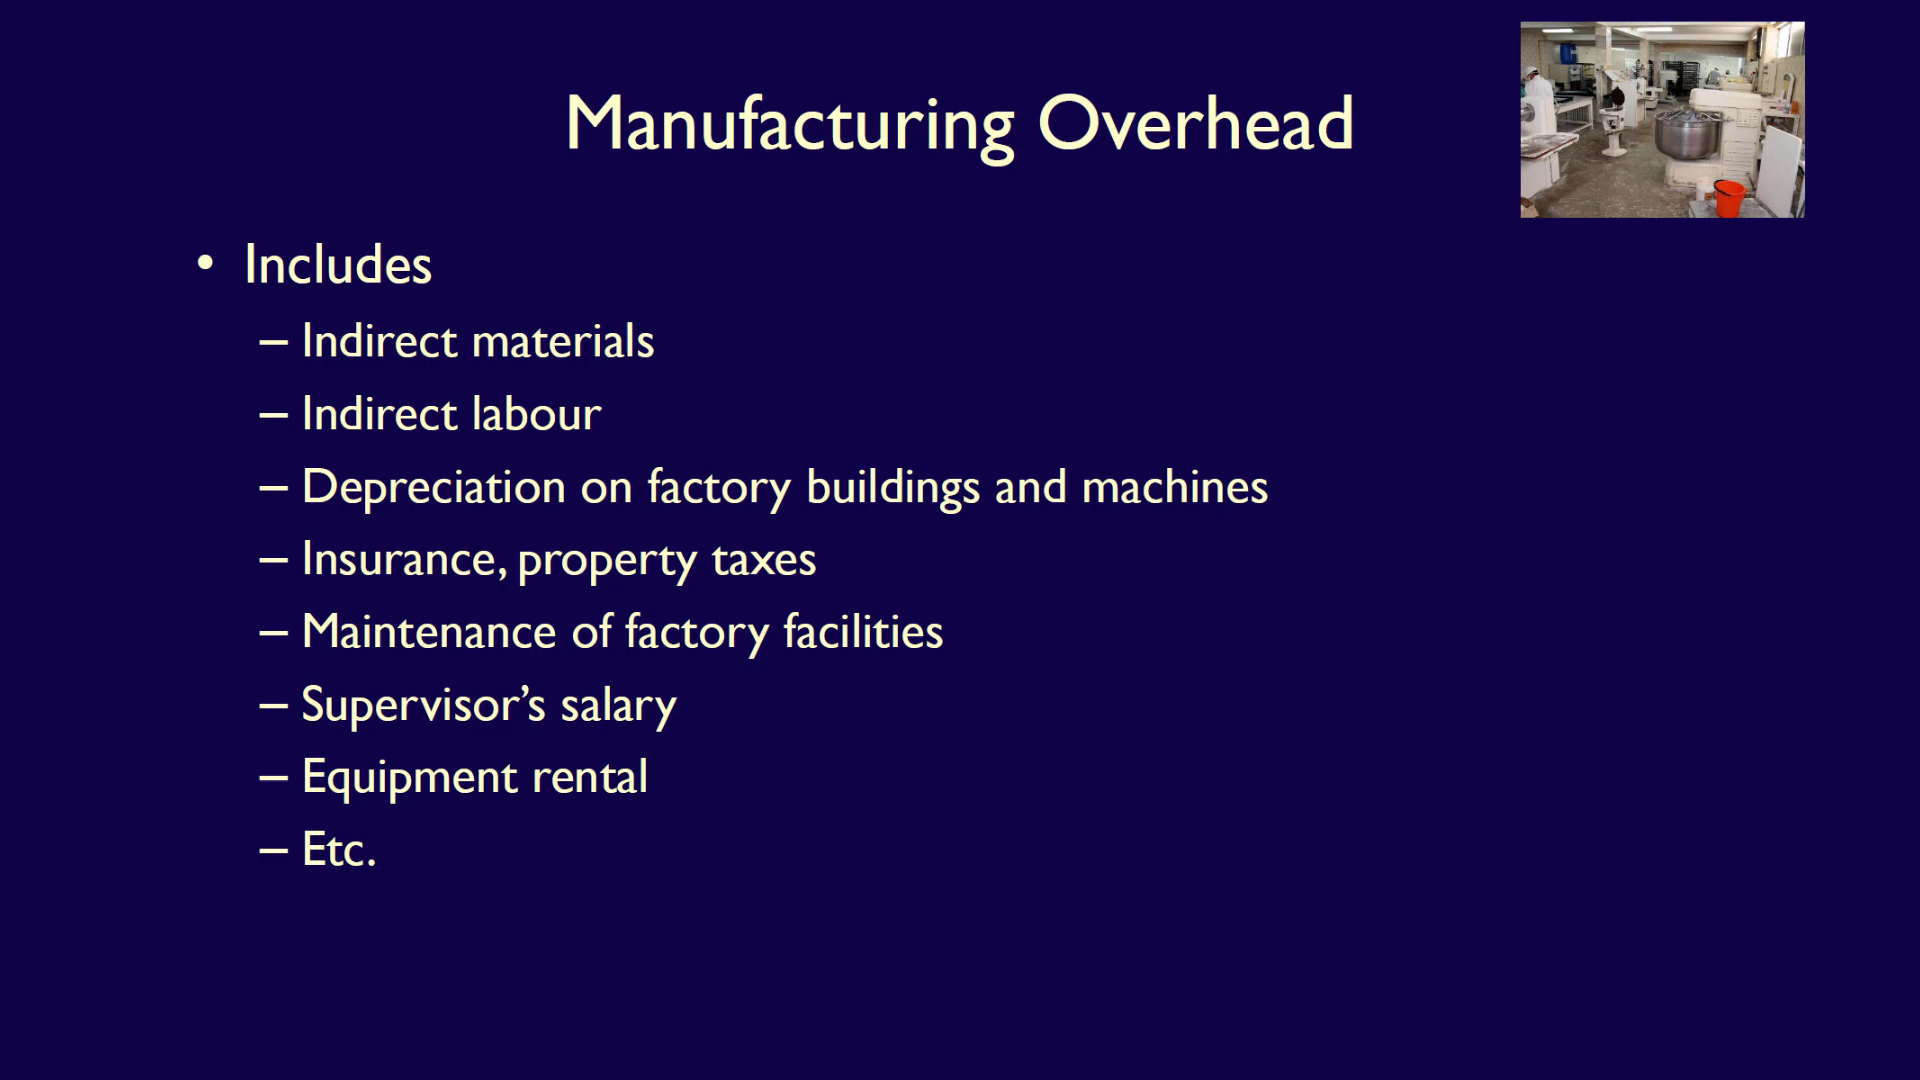 Manufacturing Overhead
• Includes
– Indirect materials
– Indirect labour
– Depreciation on factory buildings and machines
– Insurance, property taxes
– Maintenance of factory facilities
– Supervisor’s salary
– Equipment rental
– Etc.